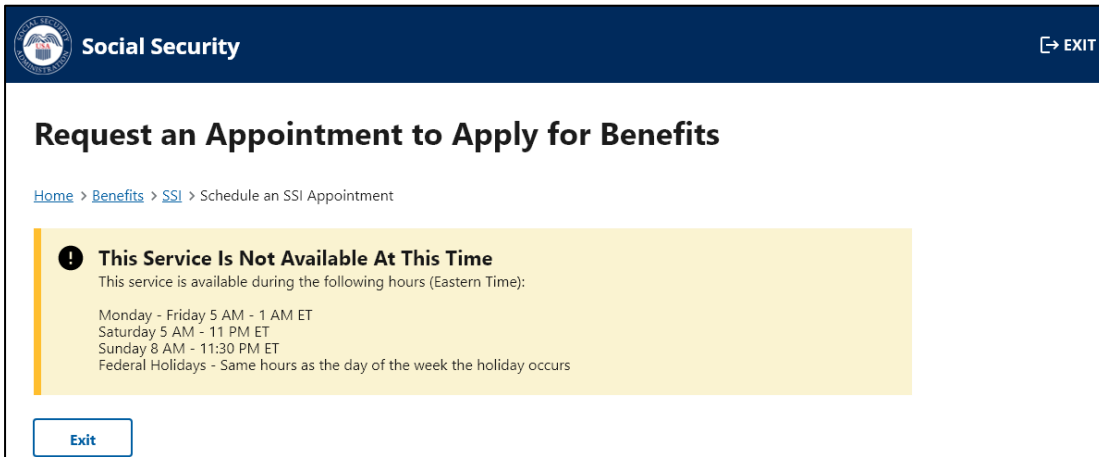 Social Security
EXIT
Request an Appointment to Apply for Benefits
Home > Benefits > SSI > Schedule an SSI Appointment
This Service Is Not Available At This Time
This service is available during the following hours (Eastern Time):
Monday - Friday 5 AM - 1 AM ET
Saturday 5 AM - 11 PM ET
Sunday 8 AM - 11:30 PM ET
Federal Holidays - Same hours as the day of the week the holiday occurs
Exit